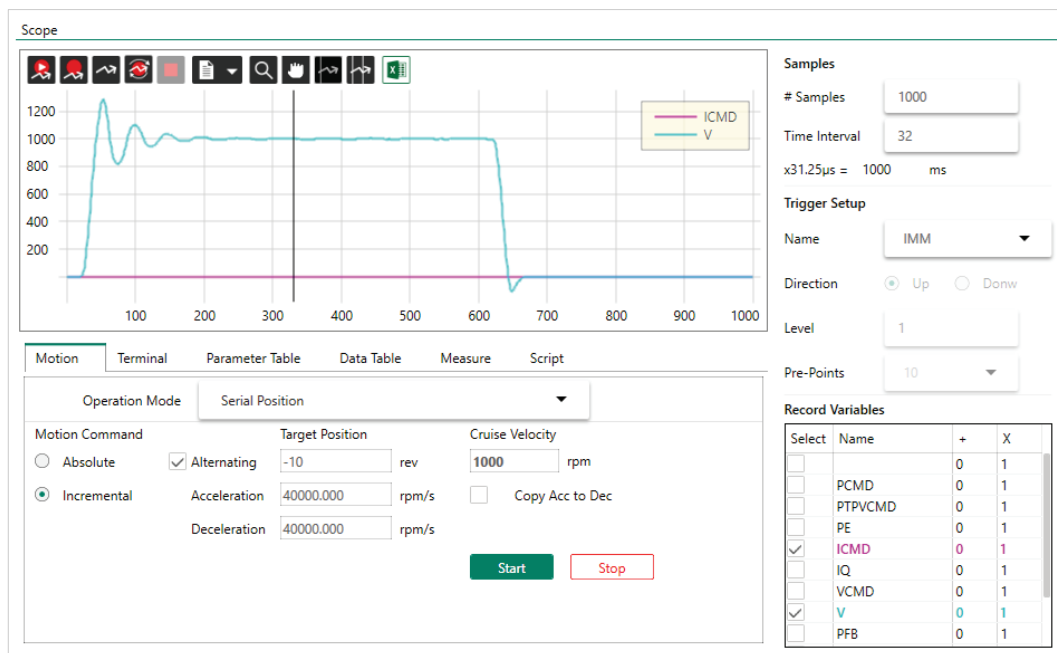 Scope
ICMD
V
1200
1000
800
600
400
200
100 200 300 400 500 600 700 800 900 1000
Samples
# Samples 1000
Time Interval 32
x31.25µs = 1000 ms
Trigger Setup
Name IMM
Direction Up Donw
Level 1
Pre-Points 10
Record Variables
Select Name + X
0 1
PCMD 0 1
PTPVCMD 0 1
PE 0 1
ICMD 0 1
IQ 0 1
VCMD 0 1
V 0 1
PFB 0 1
Motion Terminal Parameter Table Data Table Measure Script
Operation Mode Serial Position
Motion Command Target Position Cruise Velocity
Absolute Alternating -10 rev 1000 rpm
Incremental Acceleration 40000.000 rpm/s Copy Acc to Dec
Deceleration 40000.000 rpm/s
Start Stop